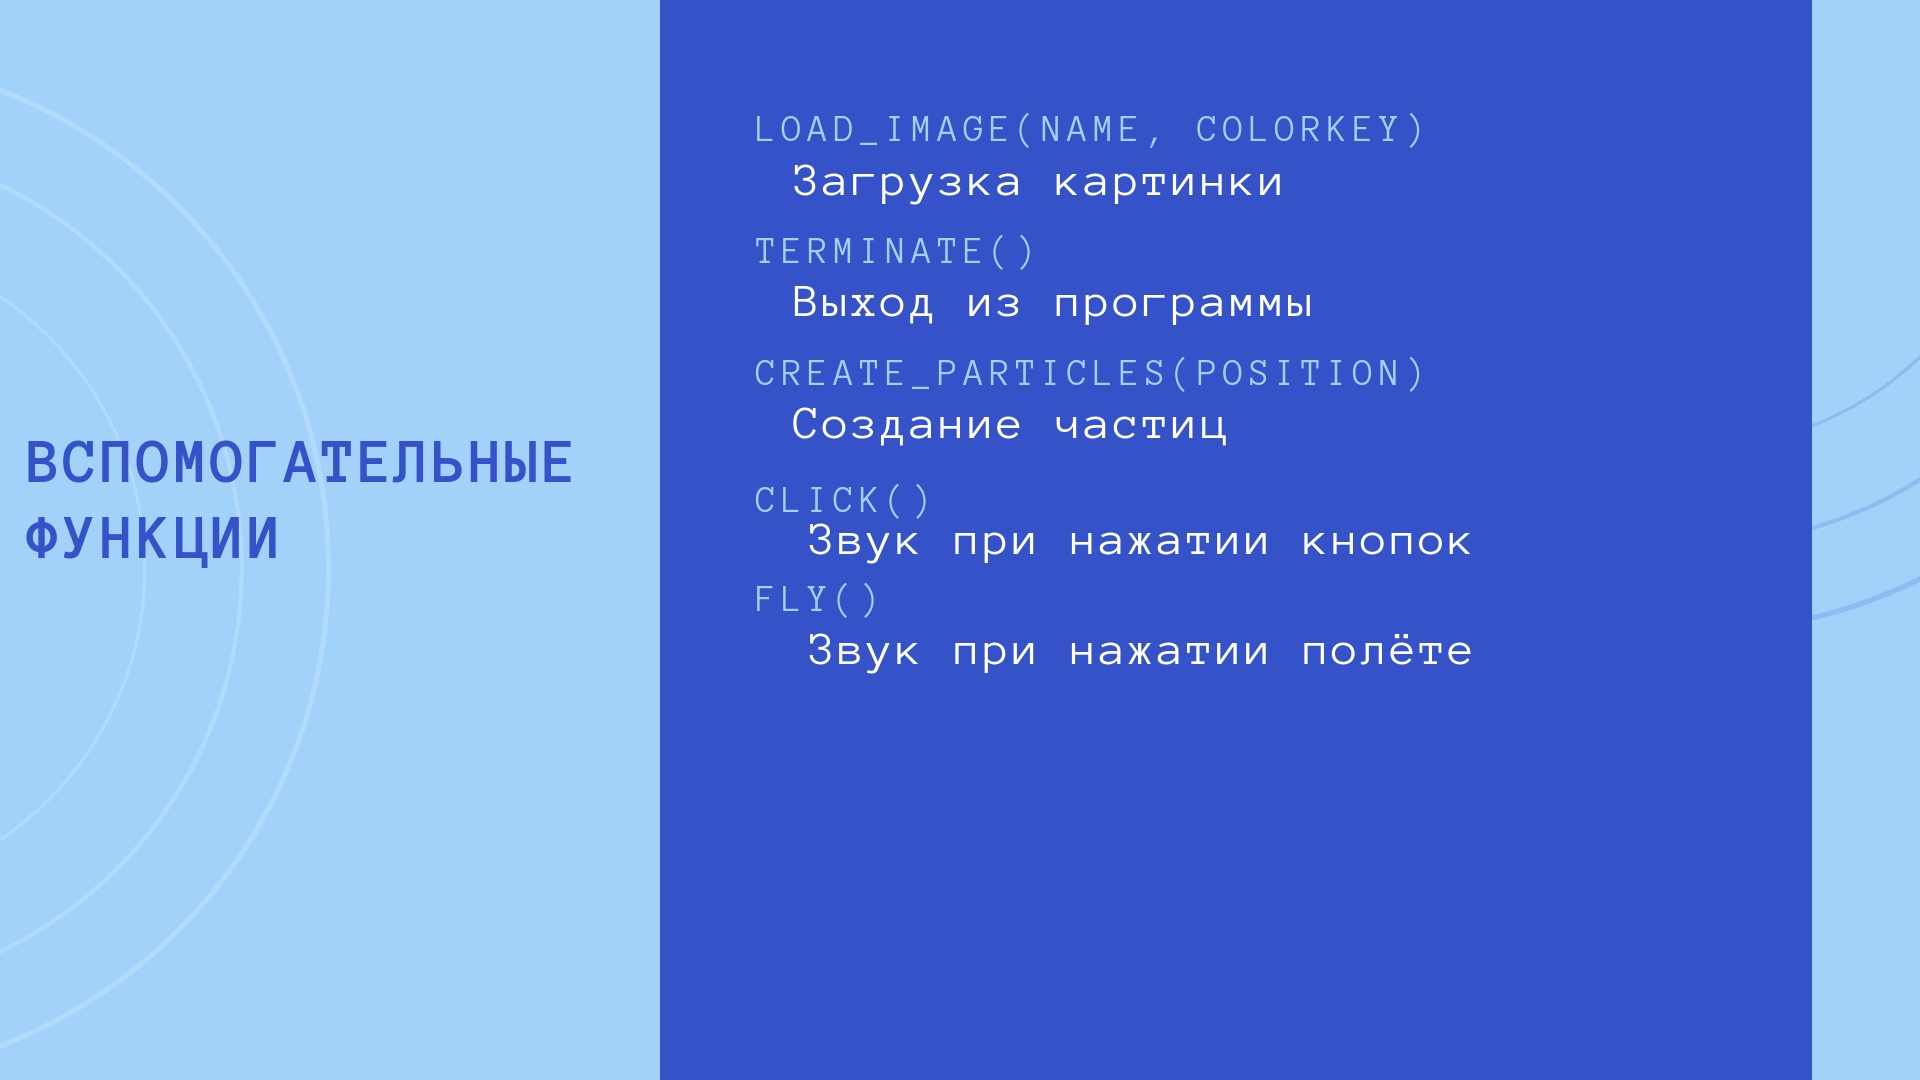 ВСПОМОГАТЕЛЬНЫЕ
ФУНКЦИИ
LOAD_IMAGE(NAME, COLORKEY)
Загрузка картинки
TERMINATE()
Выход из программы
CREATE_PARTICLES(POSITION)
Создание частиц
CLICK()
Звук при нажатии кнопок
FLY()
Звук при нажатии полёте